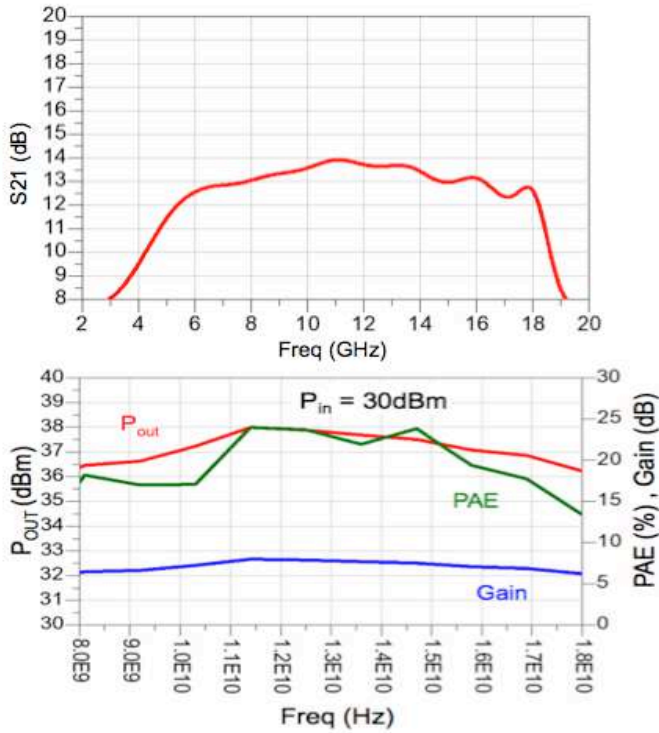 20
19
18
17
16
15
14
13
12
11
10
9
8
S21 (dB)
2 4 6 8 10 12 14 16 18 20
Freq (GHz)
40
39
38
37
36
35
34
33
32
31
30
P_OUT (dBm)
P_in = 30dBm
P_out
PAE
Gain
30
25
20
15
10
5
0
PAE (%) , Gain (dB)
8.0E9 9.0E9 1.0E10 1.1E10 1.2E10 1.3E10 1.4E10 1.5E10 1.6E10 1.7E10 1.8E10
Freq (Hz)